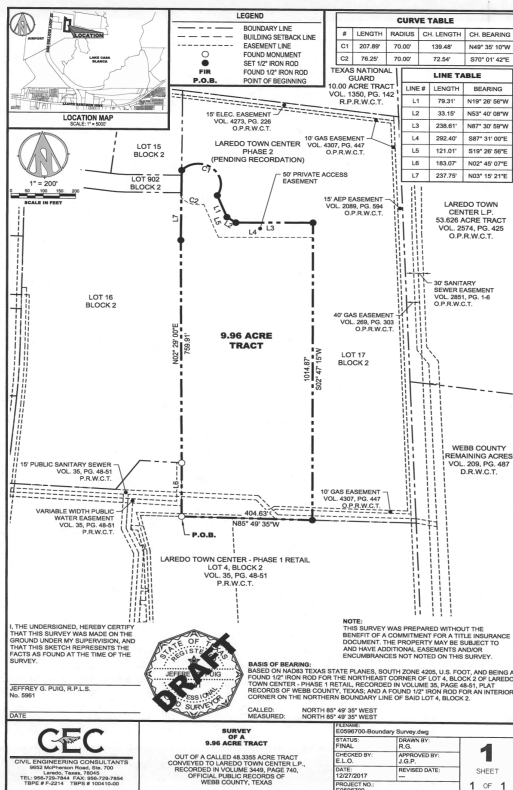 AIRPORT
LOCATION
LAKE CASA
BLANCA
LOCATION MAP
SCALE: 1" = 5000'
LEGEND
BOUNDARY LINE
BUILDING SETBACK LINE
EASEMENT LINE
FOUND MONUMENT
SET 1/2" IRON ROD
FIR FOUND 1/2" IRON ROD
P.O.B. POINT OF BEGINNING
CURVE TABLE
# LENGTH RADIUS CH. LENGTH CH. BEARING
C1 207.89' 70.00' 139.48' N49° 35' 10"W
C2 76.25' 70.00' 72.54' S70° 01' 42"E
LINE TABLE
LINE # LENGTH BEARING
L1 79.31' N19° 26' 56"W
L2 33.15' N53° 40' 08"W
L3 238.61' N87° 30' 59"W
L4 292.40' S87° 31' 00"E
L5 121.01' S19° 26' 56"E
L6 163.07' N02° 45' 07"E
L7 237.75' N03° 15' 21"E
TEXAS NATIONAL
GUARD
10.00 ACRE TRACT
VOL. 1350, PG. 142
R.P.R.W.C.T.
15' ELEC. EASEMENT
VOL. 4273, PG. 226
O.P.R.W.C.T.
10' GAS EASEMENT
VOL. 4307, PG. 447
O.P.R.W.C.T.
LAREDO TOWN CENTER
PHASE 2
(PENDING RECORDATION)
LOT 15
BLOCK 2
LOT 902
BLOCK 2
50' PRIVATE ACCESS
EASEMENT
15' AEP EASEMENT
VOL. 2089, PG. 594
O.P.R.W.C.T.
1" = 200'
0 50 100 150 200
SCALE IN FEET
C1
C2
L1
L2
L5
L4
L3
L7
LAREDO TOWN
CENTER L.P.
53.626 ACRE TRACT
VOL. 2574, PG. 425
O.P.R.W.C.T.
30' SANITARY
SEWER EASEMENT
VOL. 2851, PG. 1-6
O.P.R.W.C.T.
LOT 16
BLOCK 2
N02° 29' 00"E
759.91'
9.96 ACRE
TRACT
1014.87'
S02° 47' 15"W
40' GAS EASEMENT
VOL. 269, PG. 303
O.P.R.W.C.T.
LOT 17
BLOCK 2
WEBB COUNTY
REMAINING ACRES
VOL. 209, PG. 487
D.R.W.C.T.
15' PUBLIC SANITARY SEWER
VOL. 35, PG. 48-51
P.R.W.C.T.
L6
VARIABLE WIDTH PUBLIC
WATER EASEMENT
VOL. 35, PG. 48-51
P.R.W.C.T.
10' GAS EASEMENT
VOL. 4307, PG. 447
O.P.R.W.C.T.
404.63'
N85° 49' 35"W
P.O.B.
LAREDO TOWN CENTER - PHASE 1 RETAIL
LOT 4, BLOCK 2
VOL. 35, PG. 48-51
P.R.W.C.T.
I, THE UNDERSIGNED, HEREBY CERTIFY
THAT THIS SURVEY WAS MADE ON THE
GROUND UNDER MY SUPERVISION, AND
THAT THIS SKETCH REPRESENTS THE
FACTS AS FOUND AT THE TIME OF THE
SURVEY.
JEFFREY G. PUIG, R.P.L.S.
No. 5961
DATE
DRAFT
NOTE:
THIS SURVEY WAS PREPARED WITHOUT THE
BENEFIT OF A COMMITMENT FOR A TITLE INSURANCE
DOCUMENT. THE PROPERTY MAY BE SUBJECT TO
AND HAVE ADDITIONAL EASEMENTS AND/OR
ENCUMBRANCES NOT NOTED ON THIS SURVEY.
BASIS OF BEARING:
BASED ON NAD83 TEXAS STATE PLANES, SOUTH ZONE 4205, U.S. FOOT, AND BEING A
FOUND 1/2" IRON ROD FOR THE NORTHEAST CORNER OF LOT 4, BLOCK 2 OF LAREDO
TOWN CENTER - PHASE 1 RETAIL, RECORDED IN VOLUME 35, PAGE 48-51, PLAT
RECORDS OF WEBB COUNTY, TEXAS; AND A FOUND 1/2" IRON ROD FOR AN INTERIOR
CORNER ON THE NORTHERN BOUNDARY LINE OF SAID LOT 4, BLOCK 2.
CALLED: NORTH 85° 49' 35" WEST
MEASURED: NORTH 85° 49' 35" WEST
CEC
CIVIL ENGINEERING CONSULTANTS
9652 McPherson Road, Ste. 700
Laredo, Texas, 78045
TEL: 956-729-7844 FAX: 956-729-7854
TBPE # F-2214 TBPS # 100410-00
SURVEY
OF A
9.96 ACRE TRACT
OUT OF A CALLED 48.3355 ACRE TRACT
CONVEYED TO LAREDO TOWN CENTER L.P.,
RECORDED IN VOLUME 3449, PAGE 740,
OFFICIAL PUBLIC RECORDS OF
WEBB COUNTY, TEXAS
FILENAME:
E0596700-Boundary Survey.dwg
STATUS: FINAL
DRAWN BY: R.G.
CHECKED BY: E.L.O.
APPROVED BY: J.G.P.
DATE: 12/27/2017
REVISED DATE: ---
PROJECT NO.:
E0596700
1
SHEET
1 OF 1